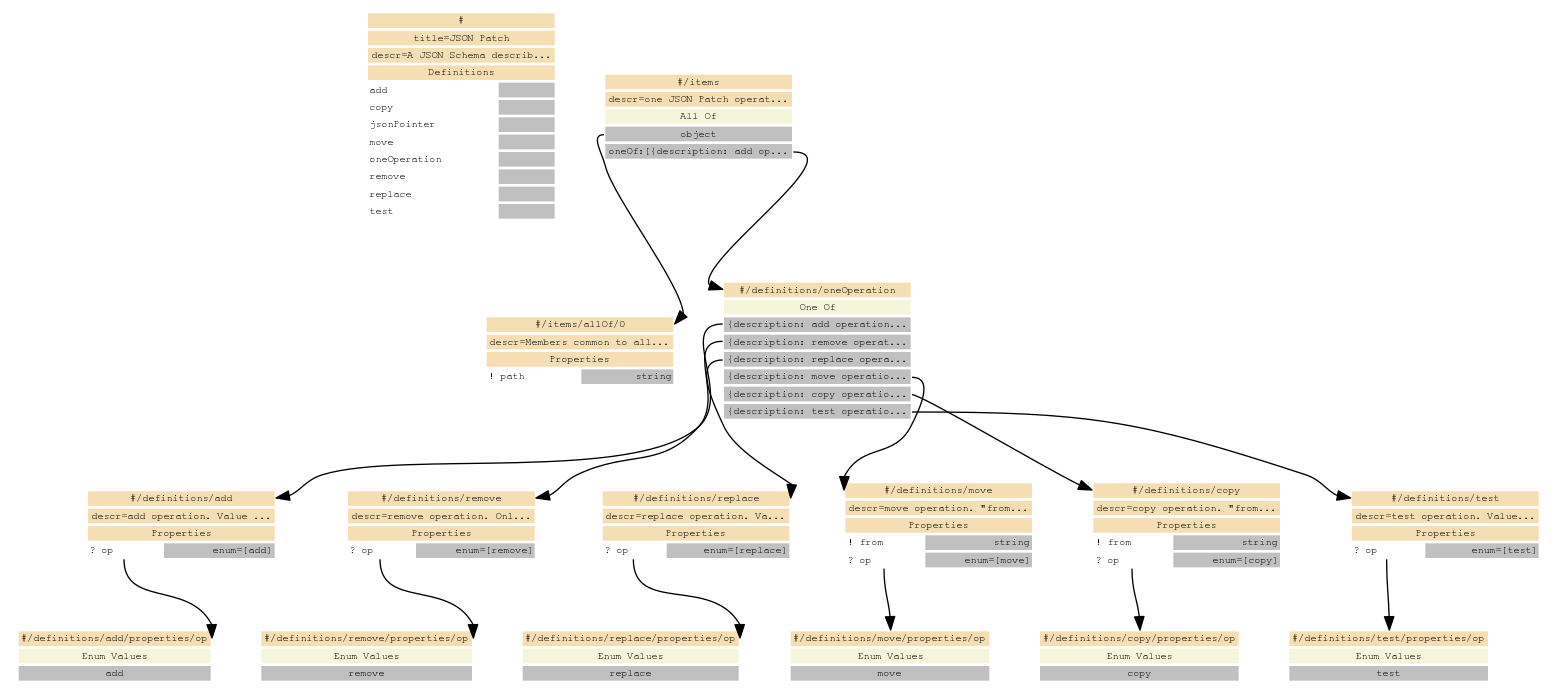 #
title=JSON Patch
descr=A JSON Schema describ...
Definitions
add
copy
jsonPointer
move
oneOperation
remove
replace
test
#/items
descr=one JSON Patch operat...
All Of
object
oneOf:[{description: add op...
#/items/allOf/0
descr=Members common to all...
Properties
! path string
#/definitions/oneOperation
One Of
{description: add operation...
{description: remove operat...
{description: replace opera...
{description: move operatio...
{description: copy operatio...
{description: test operatio...
#/definitions/add
descr=add operation. Value ...
Properties
? op enum=[add]
#/definitions/remove
descr=remove operation. Onl...
Properties
? op enum=[remove]
#/definitions/replace
descr=replace operation. Va...
Properties
? op enum=[replace]
#/definitions/move
descr=move operation. "from...
Properties
! from string
? op enum=[move]
#/definitions/copy
descr=copy operation. "from...
Properties
! from string
? op enum=[copy]
#/definitions/test
descr=test operation. Value...
Properties
? op enum=[test]
#/definitions/add/properties/op
Enum Values
add
#/definitions/remove/properties/op
Enum Values
remove
#/definitions/replace/properties/op
Enum Values
replace
#/definitions/move/properties/op
Enum Values
move
#/definitions/copy/properties/op
Enum Values
copy
#/definitions/test/properties/op
Enum Values
test